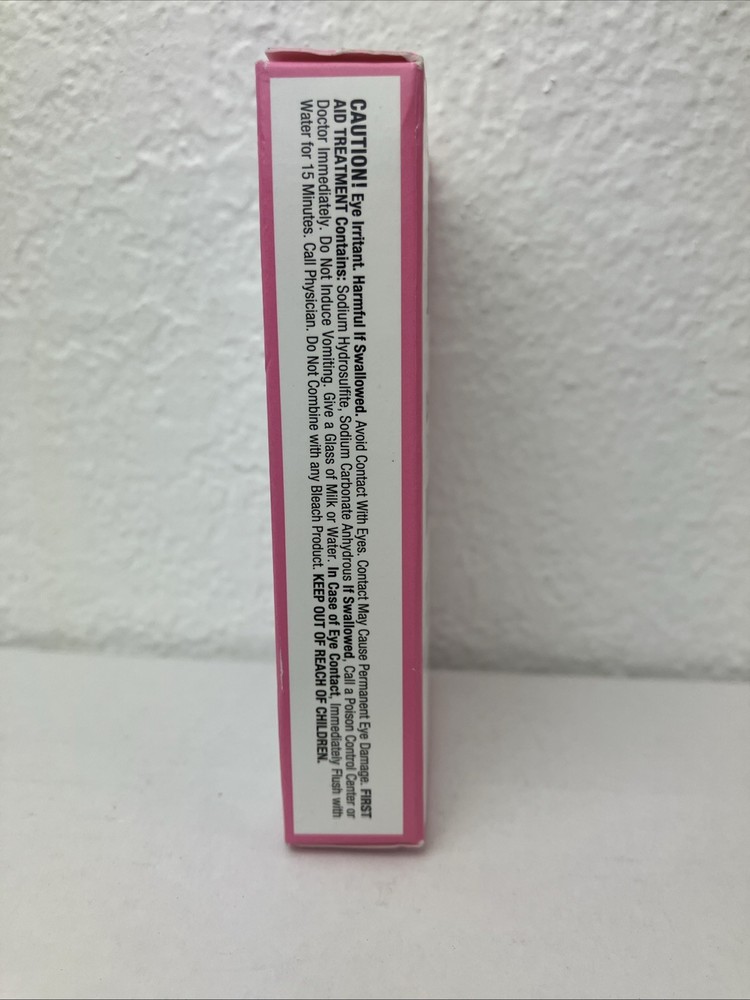 CAUTION! Eye Irritant. Harmful If Swallowed. Avoid Contact With Eyes. Contact May Cause Permanent Eye Damage. FIRST
AID TREATMENT Contains: Sodium Hydrosulfite, Sodium Carbonate Anhydrous If Swallowed, Call a Poison Control Center or
Doctor Immediately. Do Not Induce Vomiting. Give a Glass of Milk or Water. In Case of Eye Contact, Immediately Flush with
Water for 15 Minutes. Call Physician. Do Not Combine with any Bleach Product. KEEP OUT OF REACH OF CHILDREN.